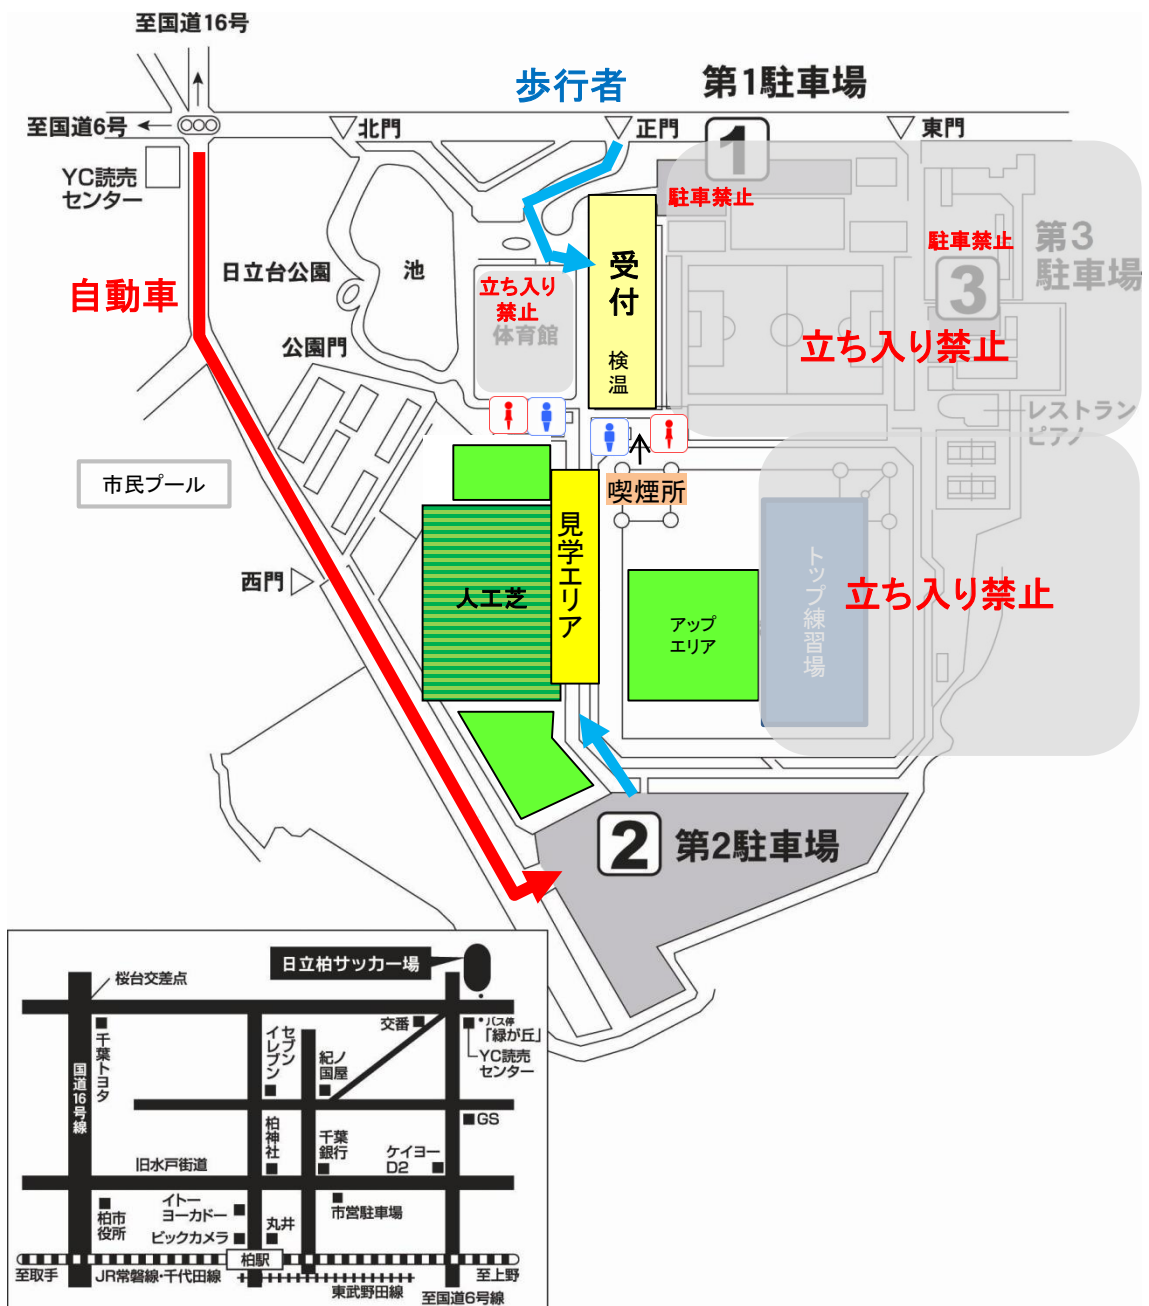 至国道16号
歩行者
第1駐車場
至国道6号
北門
正門
東門
1
YC読売
センター
駐車禁止
駐車禁止
第3
駐車場
3
日立台公園
池
受付
検温
自動車
立ち入り
禁止
体育館
公園門
立ち入り禁止
レストラン
ピアノ
市民プール
喫煙所
見学エリア
西門
人工芝
アップ
エリア
トップ練習場
立ち入り禁止
2
第2駐車場
日立柏サッカー場
桜台交差点
千葉トヨタ
国道16号線
セブン
イレブン
紀ノ
国屋
交番
バス停
「緑が丘」
YC読売
センター
GS
柏神社
千葉
銀行
ケイヨー
D2
旧水戸街道
柏市
役所
イトー
ヨーカドー
ビックカメラ
丸井
市営駐車場
柏駅
至取手
JR常磐線・千代田線
東武野田線
至上野
至国道6号線